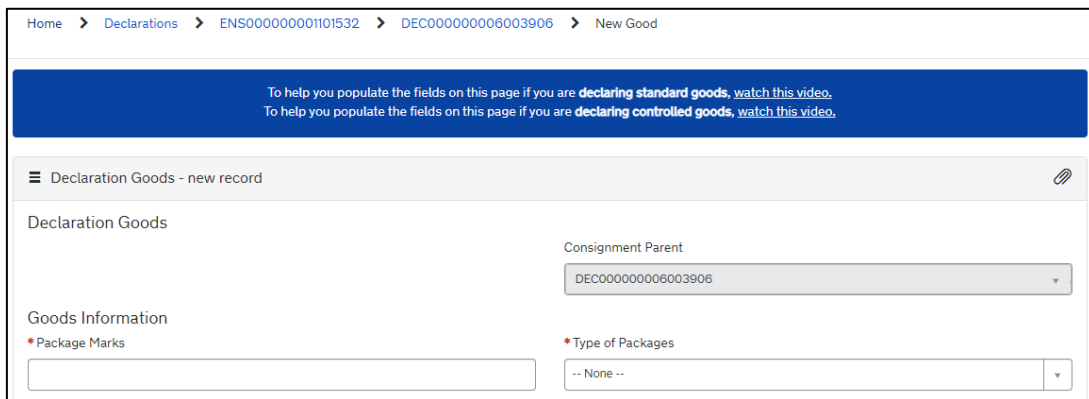 Home > Declarations > ENS000000001101532 > DEC000000006003906 > New Good
To help you populate the fields on this page if you are declaring standard goods, watch this video.
To help you populate the fields on this page if you are declaring controlled goods, watch this video.
Declaration Goods - new record
Declaration Goods
Consignment Parent
DEC000000006003906
Goods Information
* Package Marks
* Type of Packages
-- None --